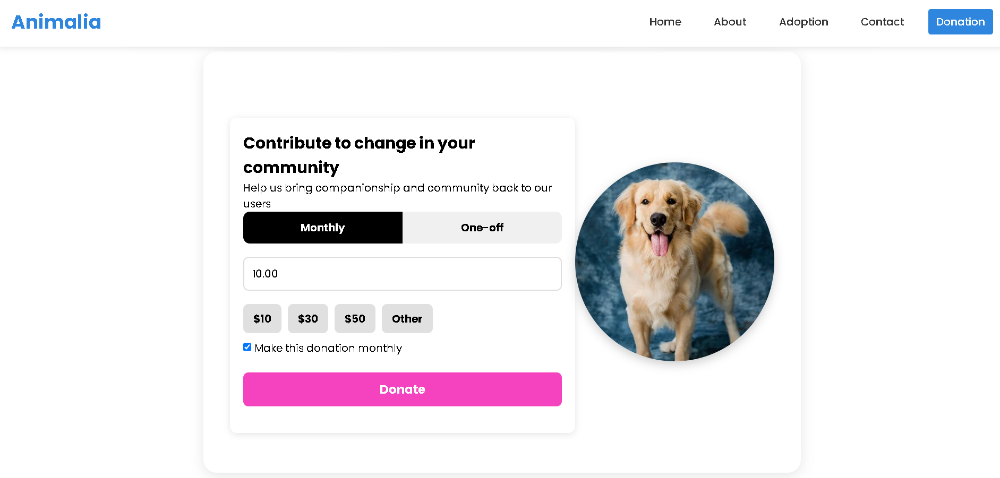 Animalia
Home About Adoption Contact Donation
Contribute to change in your
community
Help us bring companionship and community back to our
users
Monthly One-off
10.00
$10 $30 $50 Other
Make this donation monthly
Donate